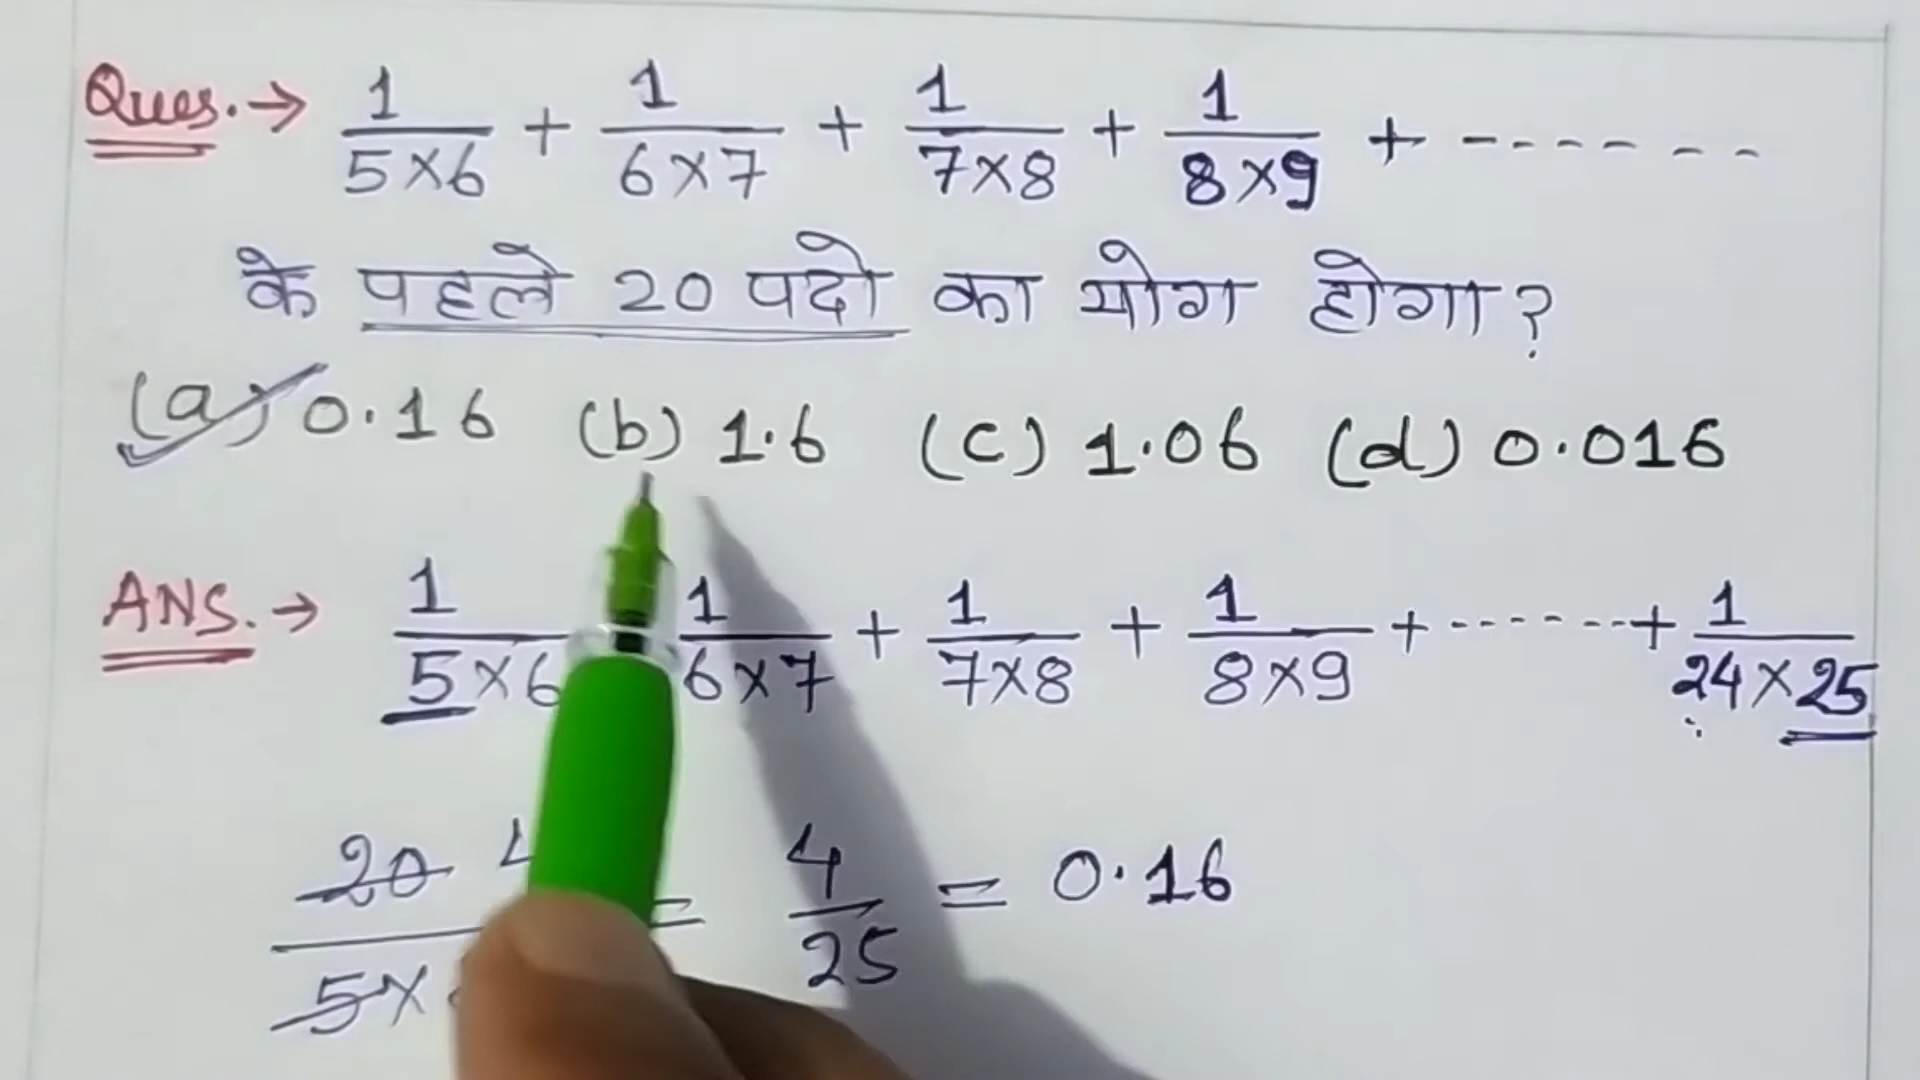 Ques. → 1/5×6 + 1/6×7 + 1/7×8 + 1/8×9 + -------
के पहले 20 पदो का योग होगा?
(a) 0.16 (b) 1.6 (c) 1.06 (d) 0.016
ANS. → 1/5×6 1/6×7 + 1/7×8 + 1/8×9 + ------- + 1/24×25
20 4 / 5× = 4/25 = 0.16